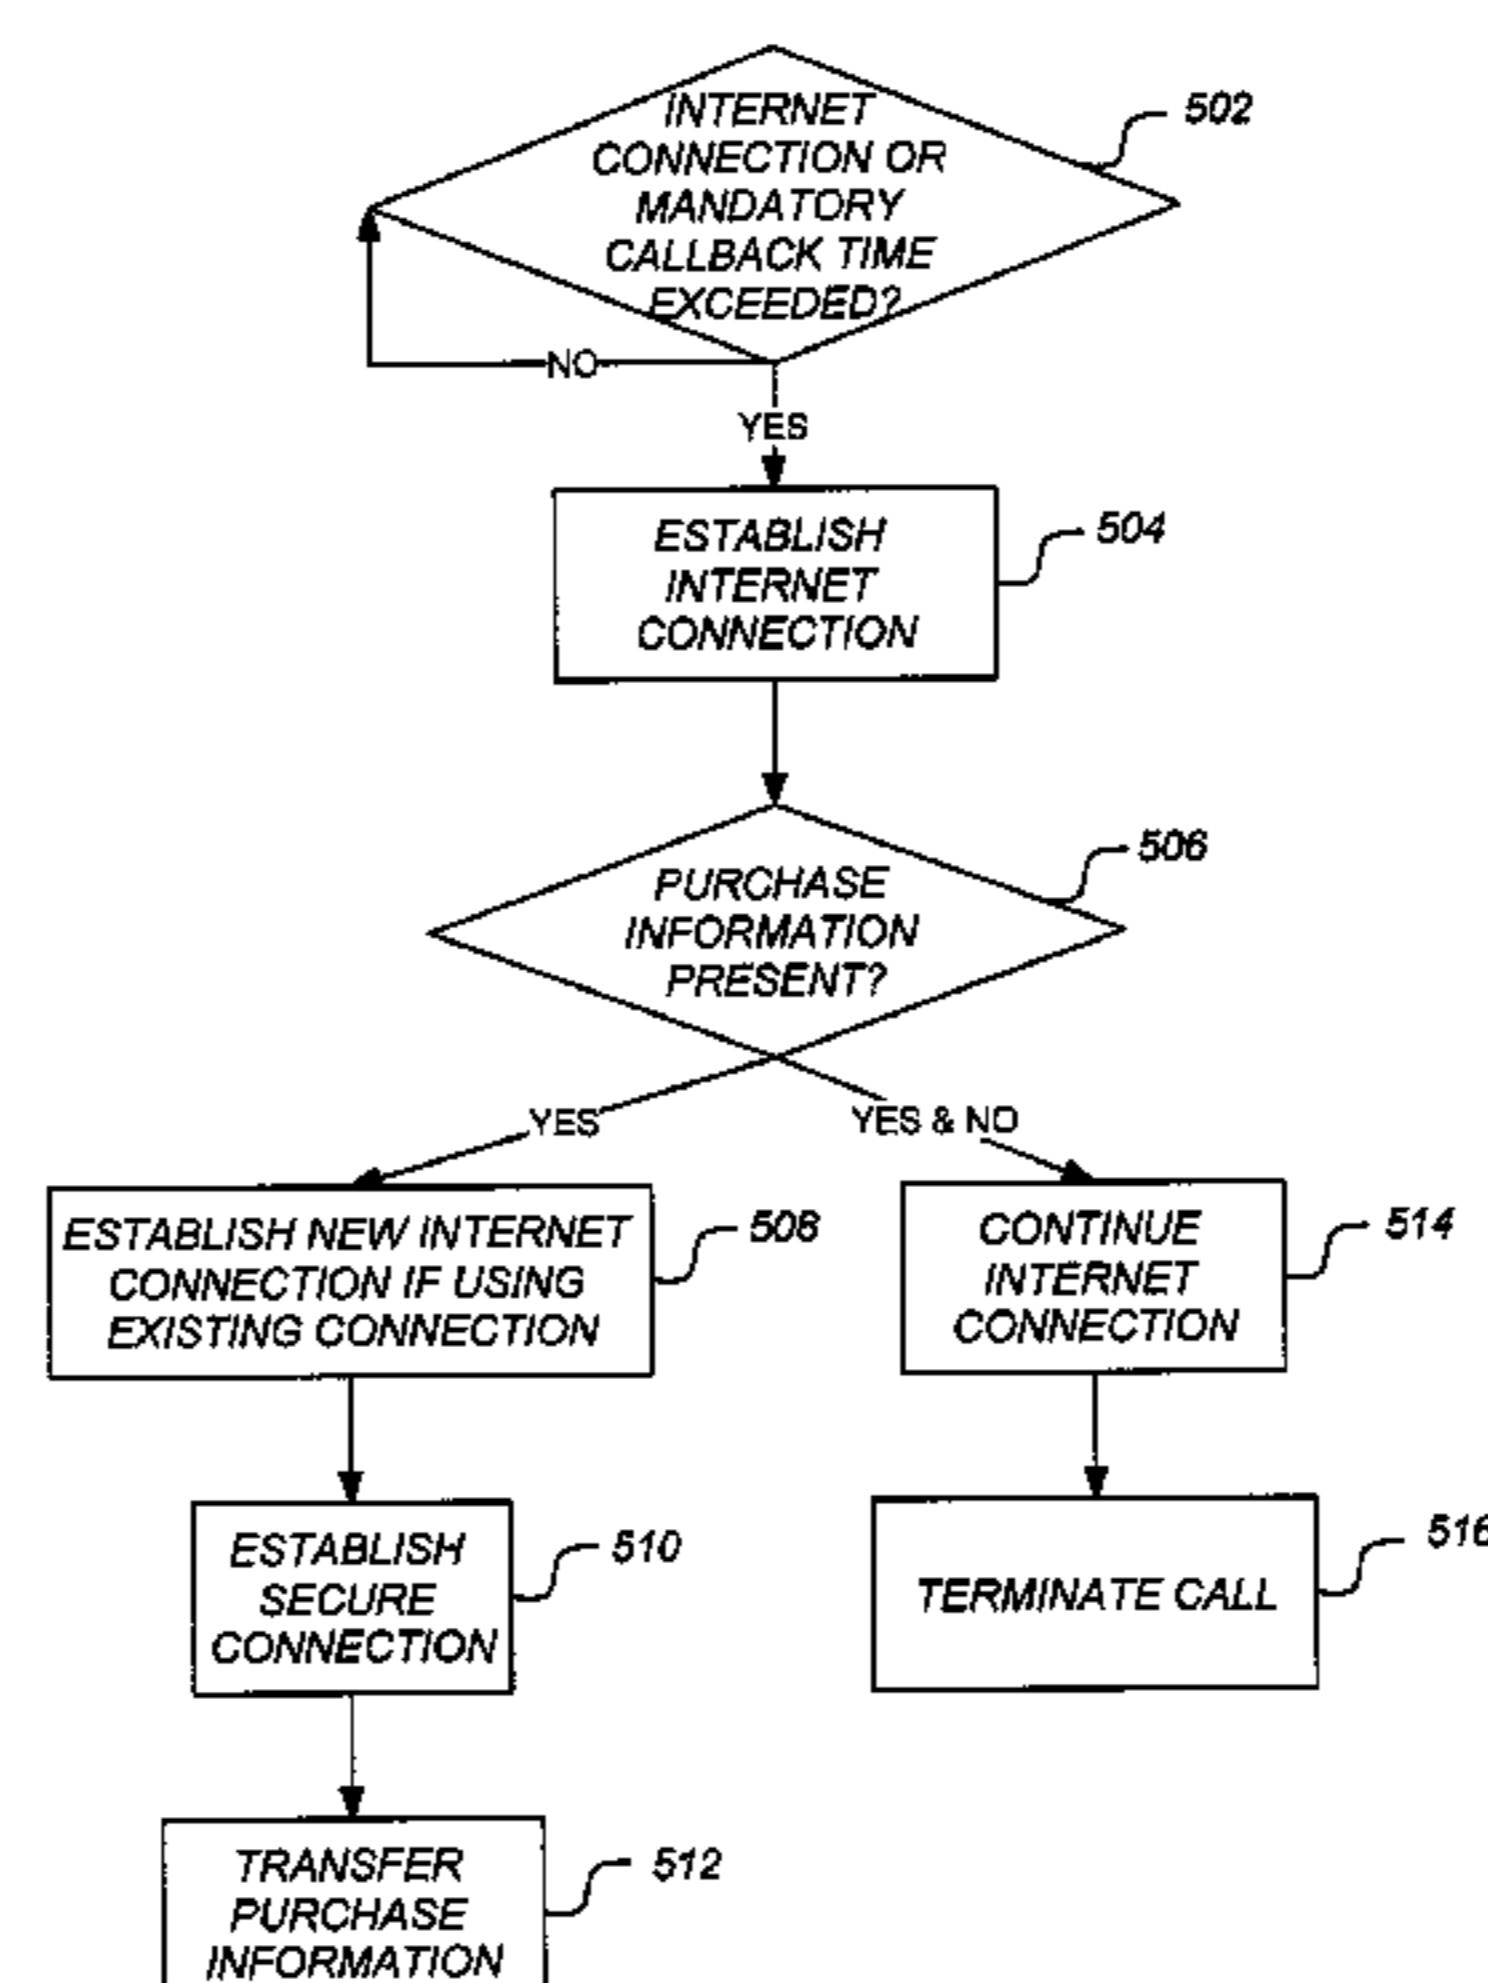 INTERNET
CONNECTION OR
MANDATORY
CALLBACK TIME
EXCEEDED?
502
NO
YES
ESTABLISH
INTERNET
CONNECTION
504
PURCHASE
INFORMATION
PRESENT?
506
YES
YES & NO
ESTABLISH NEW INTERNET
CONNECTION IF USING
EXISTING CONNECTION
508
CONTINUE
INTERNET
CONNECTION
514
ESTABLISH
SECURE
CONNECTION
510
TERMINATE CALL
516
TRANSFER
PURCHASE
INFORMATION
512